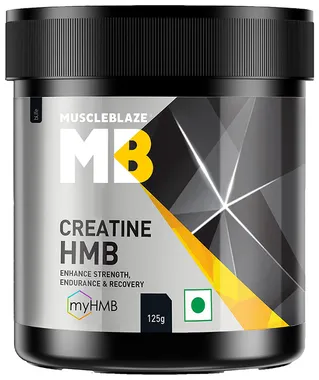 MUSCLEBLAZE
MB
CREATINE
HMB
ENHANCE STRENGTH,
ENDURANCE & RECOVERY
myHMB
125g